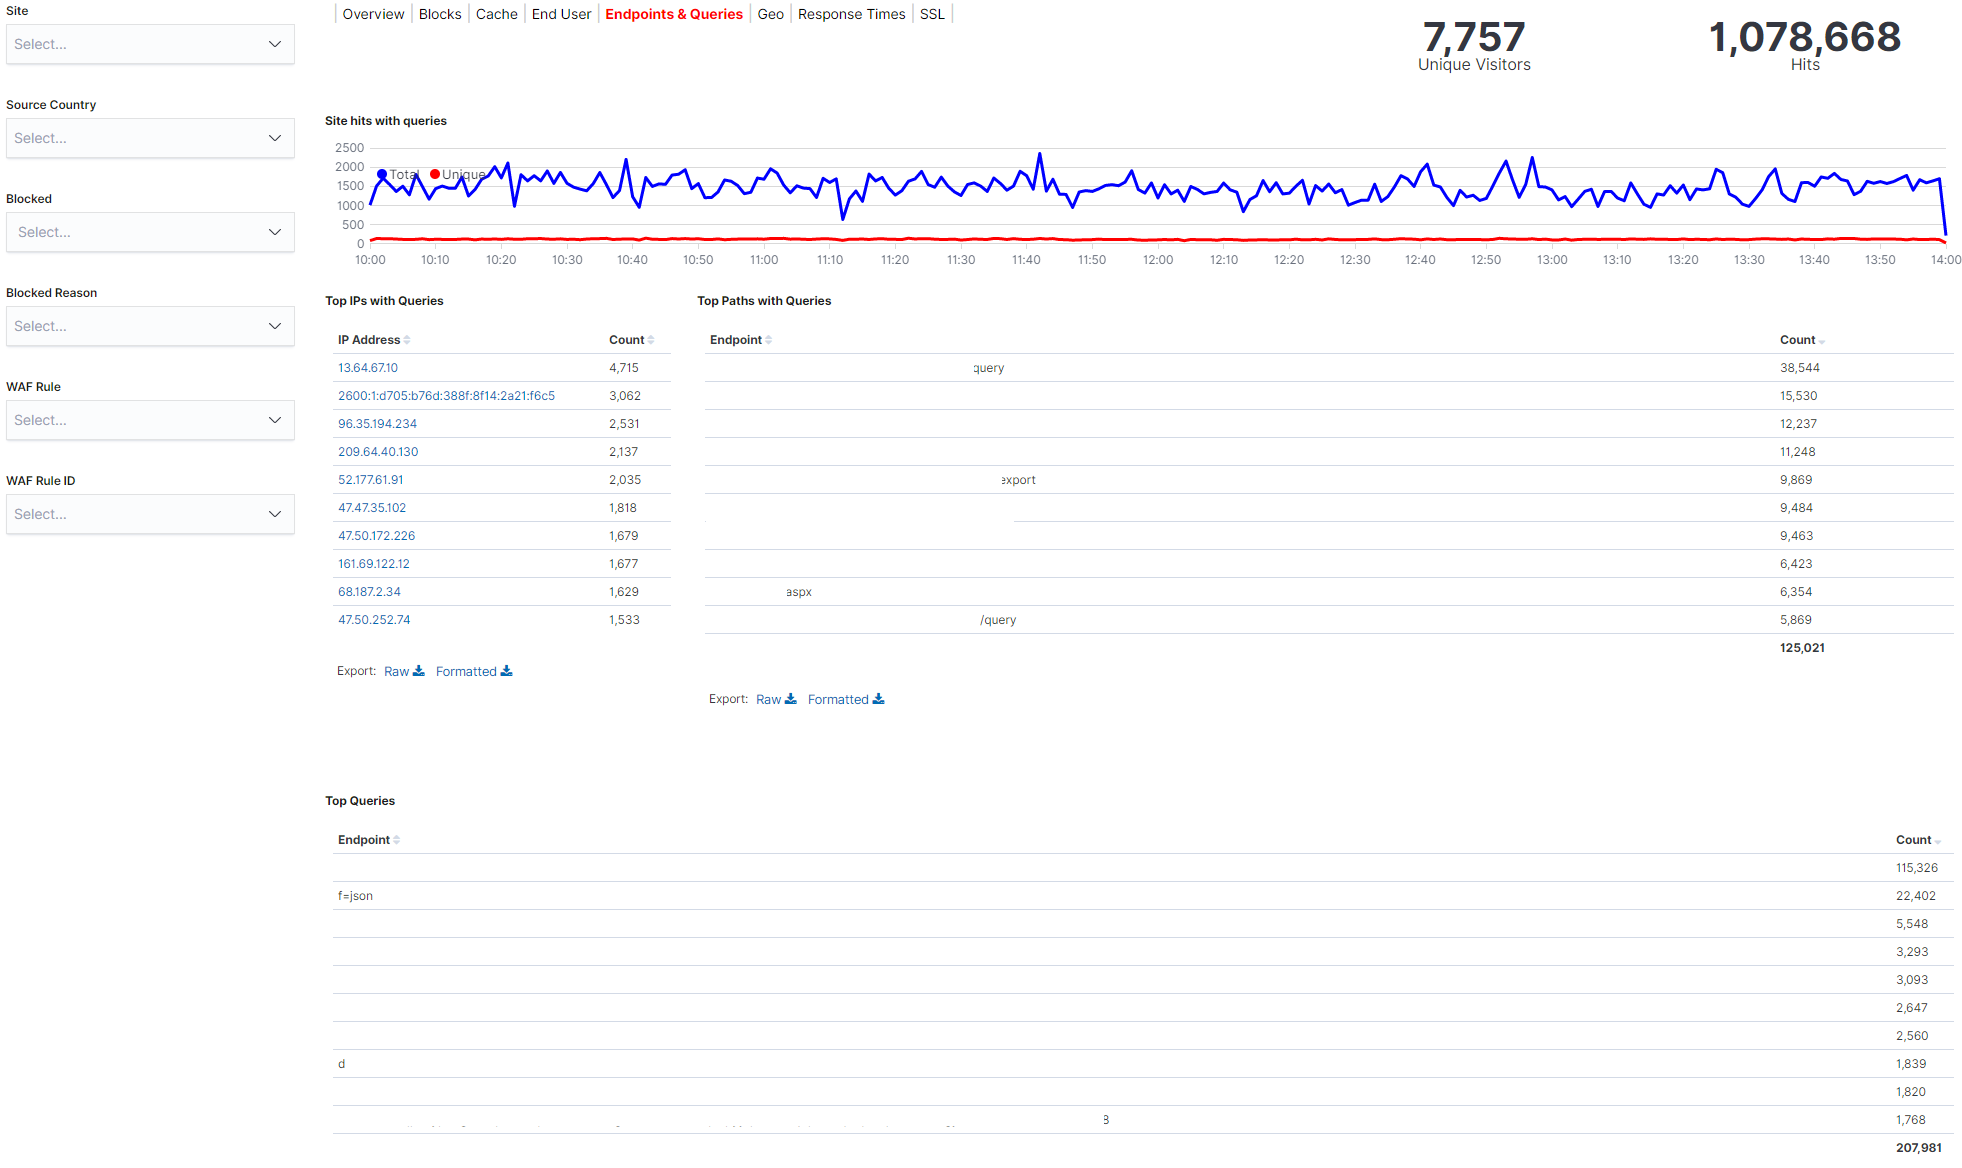 Site
Select...
Source Country
Select...
Blocked
Select...
Blocked Reason
Select...
WAF Rule
Select...
WAF Rule ID
Select...
Overview Blocks Cache End User Endpoints & Queries Geo Response Times SSL
7,757
Unique Visitors
1,078,668
Hits
Site hits with queries
2500
2000
1500
1000
500
0
Total Unique
10:00 10:10 10:20 10:30 10:40 10:50 11:00 11:10 11:20 11:30 11:40 11:50 12:00 12:10 12:20 12:30 12:40 12:50 13:00 13:10 13:20 13:30 13:40 13:50 14:00
Top IPs with Queries
IP Address Count
13.64.67.10 4,715
2600:1:d705:b76d:388f:8f14:2a21:f6c5 3,062
96.35.194.234 2,531
209.64.40.130 2,137
52.177.61.91 2,035
47.47.35.102 1,818
47.50.172.226 1,679
161.69.122.12 1,677
68.187.2.34 1,629
47.50.252.74 1,533
Export: Raw Formatted
Top Paths with Queries
Endpoint Count
query 38,544
15,530
12,237
11,248
export 9,869
9,484
9,463
6,423
aspx 6,354
/query 5,869
125,021
Export: Raw Formatted
Top Queries
Endpoint Count
115,326
f=json 22,402
5,548
3,293
3,093
2,647
2,560
d 1,839
1,820
8 1,768
207,981